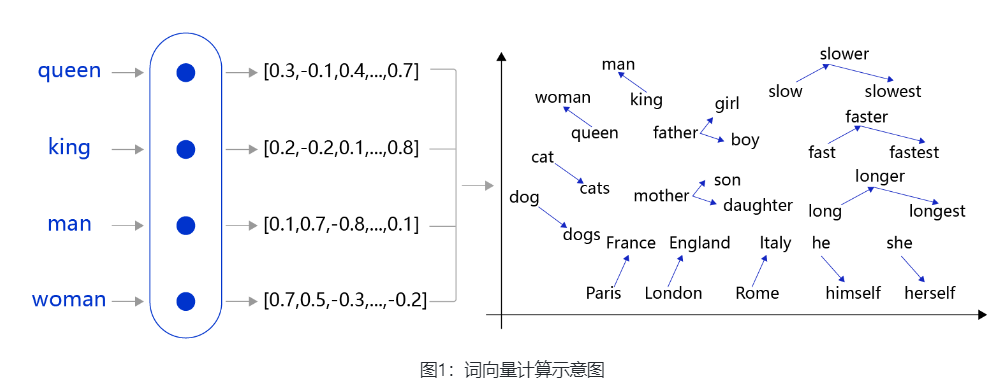 queen [0.3,-0.1,0.4,...,0.7]
king [0.2,-0.2,0.1,...,0.8]
man [0.1,0.7,-0.8,...,0.1]
woman [0.7,0.5,-0.3,...,-0.2]
man
king
woman
queen
girl
father
boy
slower
slow
slowest
faster
fast
fastest
cat
cats
dog
dogs
son
mother
daughter
longer
long
longest
France
Paris
England
London
Italy
Rome
he
himself
she
herself
图1：词向量计算示意图